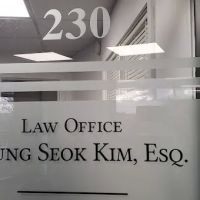 230
LAW OFFICE
UNG SEOK KIM, ESQ.